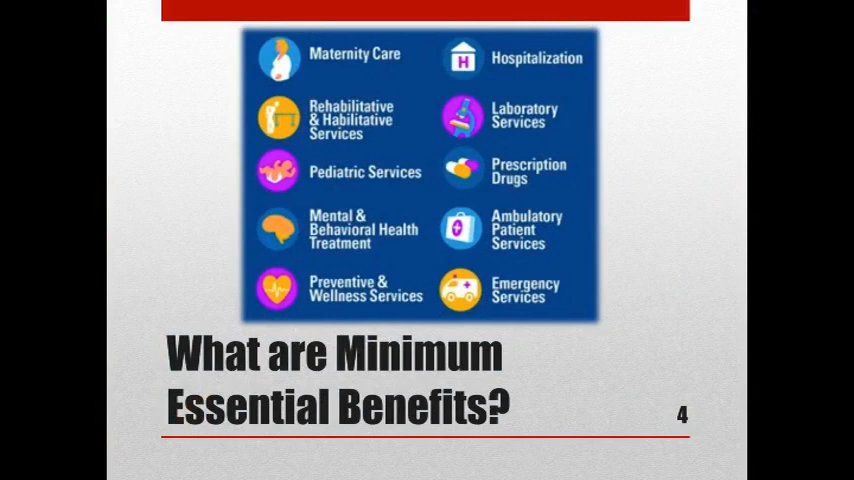 Maternity Care
Rehabilitative
& Habilitative
Services
Pediatric Services
Mental &
Behavioral Health
Treatment
Preventive &
Wellness Services
H
Hospitalization
Laboratory
Services
Prescription
Drugs
Ambulatory
Patient
Services
Emergency
Services
What are Minimum
Essential Benefits?
4